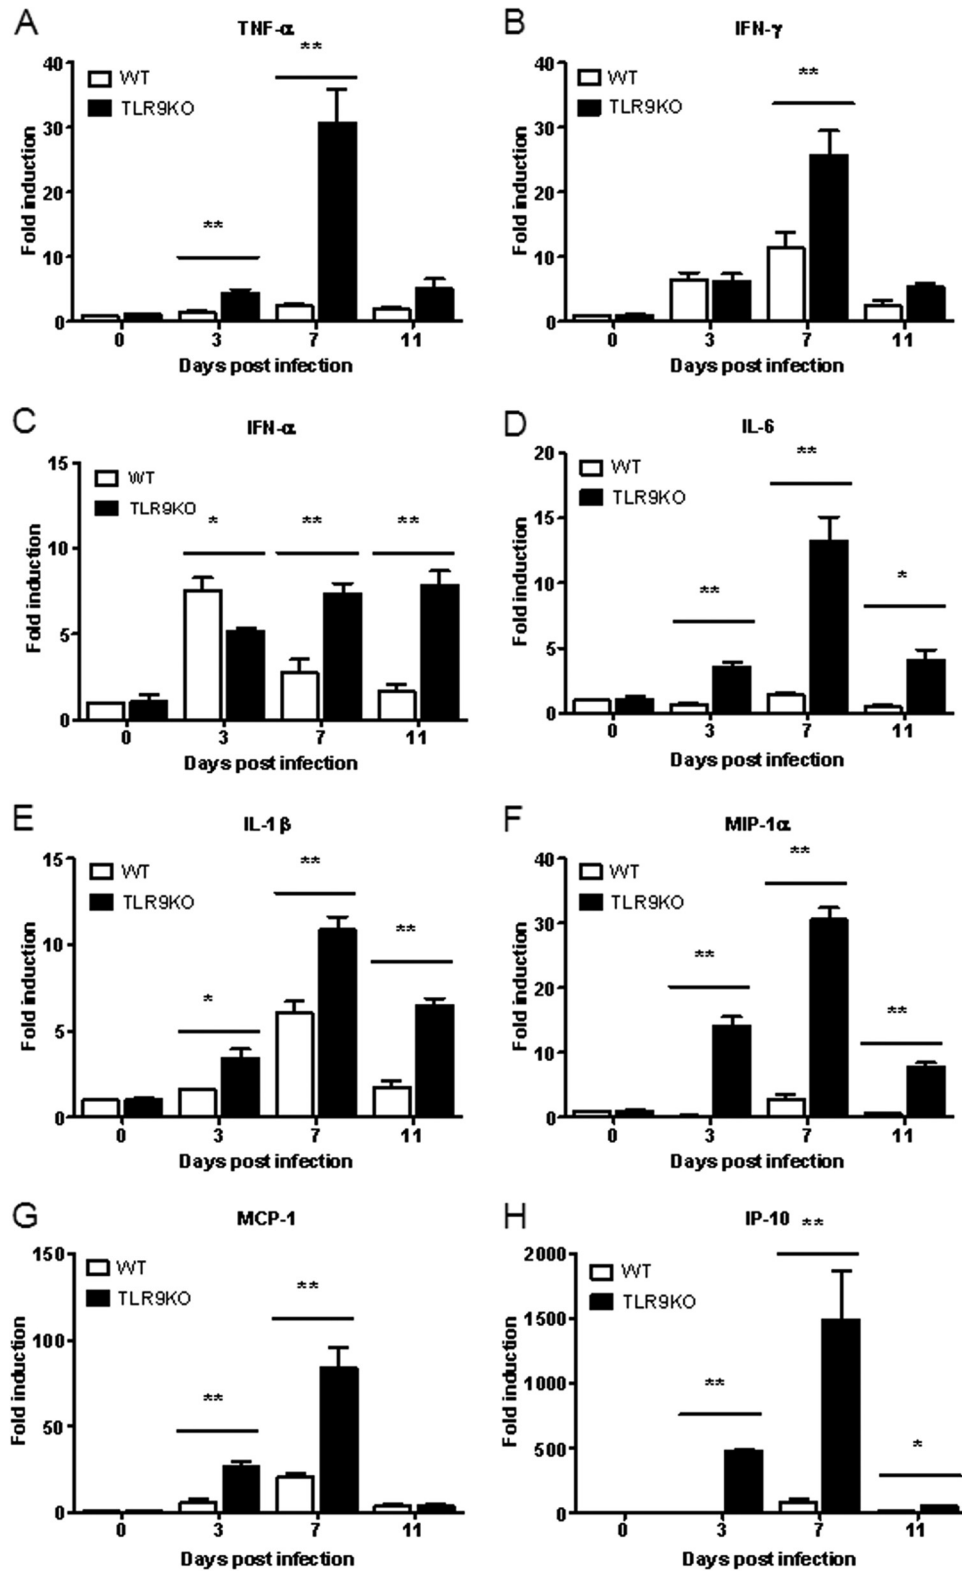 A
TNF-α
**
40
WT
TLR9KO
30
20
**
10
0
Fold induction
0 3 7 11
Days post infection
B
IFN-γ
40
WT
**
TLR9KO
30
20
10
0
Fold induction
0 3 7 11
Days post infection
C
IFN-α
15
WT
TLR9KO
10
* ** **
5
0
Fold induction
0 3 7 11
Days post infection
D
IL-6
20
WT
**
TLR9KO
15
10
*
**
5
0
Fold induction
0 3 7 11
Days post infection
E
IL-1β
15
WT
**
TLR9KO
**
10
*
5
0
Fold induction
0 3 7 11
Days post infection
F
MIP-1α
**
40
WT
TLR9KO
30
**
20
**
10
0
Fold induction
0 3 7 11
Days post infection
G
MCP-1
150
WT
**
TLR9KO
100
**
50
0
Fold induction
0 3 7 11
Days post infection
H
IP-10
**
2000
WT
TLR9KO
1500
**
1000
*
500
0
Fold induction
0 3 7 11
Days post infection